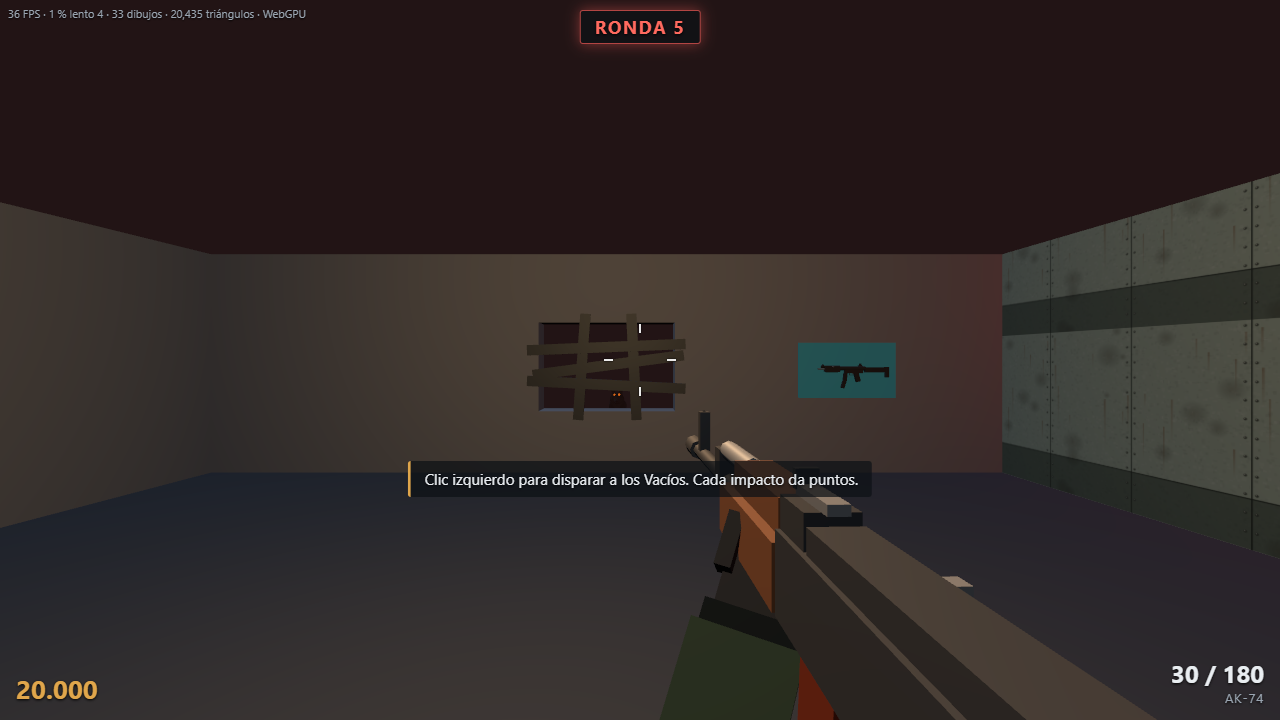 36 FPS · 1 % lento 4 · 33 dibujos · 20,435 triángulos · WebGPU
RONDA 5
Clic izquierdo para disparar a los Vacíos. Cada impacto da puntos.
20.000
30 / 180
AK-74